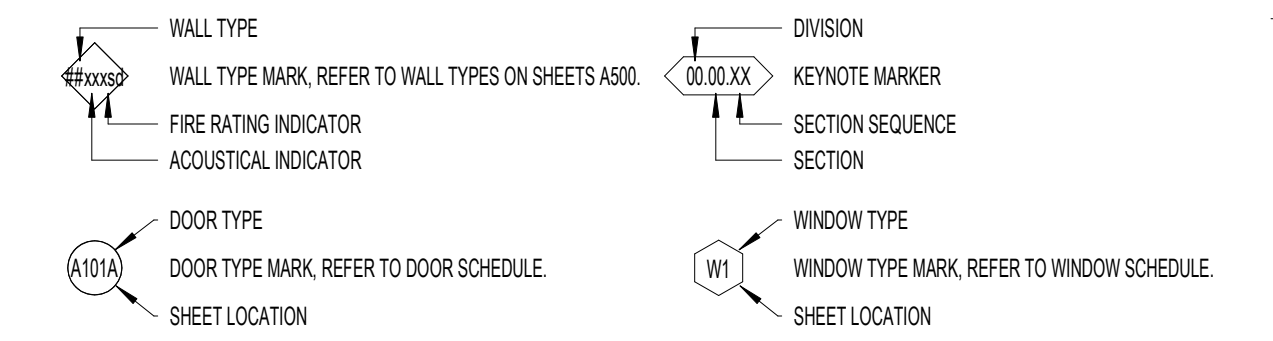 WALL TYPE
##xxxsd
WALL TYPE MARK, REFER TO WALL TYPES ON SHEETS A500.
FIRE RATING INDICATOR
ACOUSTICAL INDICATOR
DIVISION
00.00.XX
KEYNOTE MARKER
SECTION SEQUENCE
SECTION
DOOR TYPE
A101A
DOOR TYPE MARK, REFER TO DOOR SCHEDULE.
SHEET LOCATION
WINDOW TYPE
W1
WINDOW TYPE MARK, REFER TO WINDOW SCHEDULE.
SHEET LOCATION